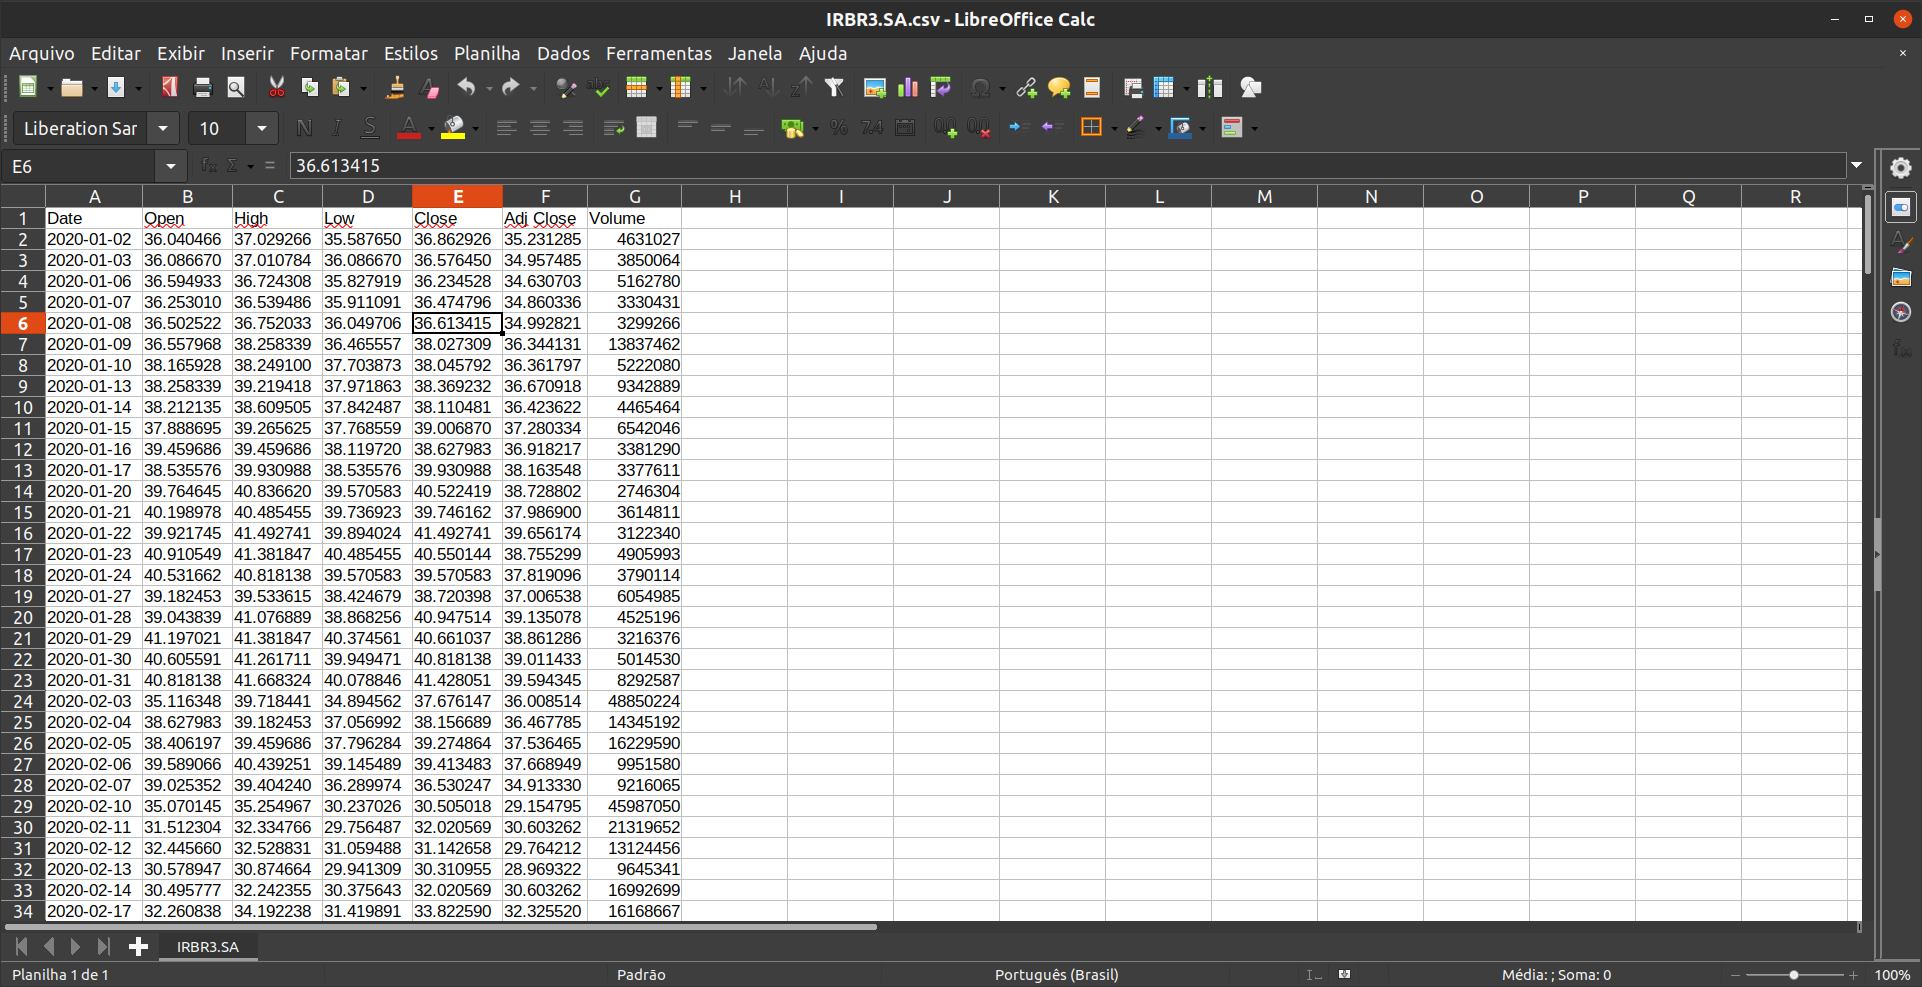 IRBR3.SA.csv - LibreOffice Calc
Arquivo Editar Exibir Inserir Formatar Estilos Planilha Dados Ferramentas Janela Ajuda
Liberation Sar 10 N I S A % 7.4
E6 fx Σ = 36.613415
A B C D E F G H I J K L M N O P Q R
1 Date Open High Low Close Adj Close Volume
2 2020-01-02 36.040466 37.029266 35.587650 36.862926 35.231285 4631027
3 2020-01-03 36.086670 37.010784 36.086670 36.576450 34.957485 3850064
4 2020-01-06 36.594933 36.724308 35.827919 36.234528 34.630703 5162780
5 2020-01-07 36.253010 36.539486 35.911091 36.474796 34.860336 3330431
6 2020-01-08 36.502522 36.752033 36.049706 36.613415 34.992821 3299266
7 2020-01-09 36.557968 38.258339 36.465557 38.027309 36.344131 13837462
8 2020-01-10 38.165928 38.249100 37.703873 38.045792 36.361797 5222080
9 2020-01-13 38.258339 39.219418 37.971863 38.369232 36.670918 9342889
10 2020-01-14 38.212135 38.609505 37.842487 38.110481 36.423622 4465464
11 2020-01-15 37.888695 39.265625 37.768559 39.006870 37.280334 6542046
12 2020-01-16 39.459686 39.459686 38.119720 38.627983 36.918217 3381290
13 2020-01-17 38.535576 39.930988 38.535576 39.930988 38.163548 3377611
14 2020-01-20 39.764645 40.836620 39.570583 40.522419 38.728802 2746304
15 2020-01-21 40.198978 40.485455 39.736923 39.746162 37.986900 3614811
16 2020-01-22 39.921745 41.492741 39.894024 41.492741 39.656174 3122340
17 2020-01-23 40.910549 41.381847 40.485455 40.550144 38.755299 4905993
18 2020-01-24 40.531662 40.818138 39.570583 39.570583 37.819096 3790114
19 2020-01-27 39.182453 39.533615 38.424679 38.720398 37.006538 6054985
20 2020-01-28 39.043839 41.076889 38.868256 40.947514 39.135078 4525196
21 2020-01-29 41.197021 41.381847 40.374561 40.661037 38.861286 3216376
22 2020-01-30 40.605591 41.261711 39.949471 40.818138 39.011433 5014530
23 2020-01-31 40.818138 41.668324 40.078846 41.428051 39.594345 8292587
24 2020-02-03 35.116348 39.718441 34.894562 37.676147 36.008514 48850224
25 2020-02-04 38.627983 39.182453 37.056992 38.156689 36.467785 14345192
26 2020-02-05 38.406197 39.459686 37.796284 39.274864 37.536465 16229590
27 2020-02-06 39.589066 40.439251 39.145489 39.413483 37.668949 9951580
28 2020-02-07 39.025352 39.404240 36.289974 36.530247 34.913330 9216065
29 2020-02-10 35.070145 35.254967 30.237026 30.505018 29.154795 45987050
30 2020-02-11 31.512304 32.334766 29.756487 32.020569 30.603262 21319652
31 2020-02-12 32.445660 32.528831 31.059488 31.142658 29.764212 13124456
32 2020-02-13 30.578947 30.874664 29.941309 30.310955 28.969322 9645341
33 2020-02-14 30.495777 32.242355 30.375643 32.020569 30.603262 16992699
34 2020-02-17 32.260838 34.192238 31.419891 33.822590 32.325520 16168667
IRBR3.SA
Planilha 1 de 1 Padrão Português (Brasil) Média: ; Soma: 0 100%